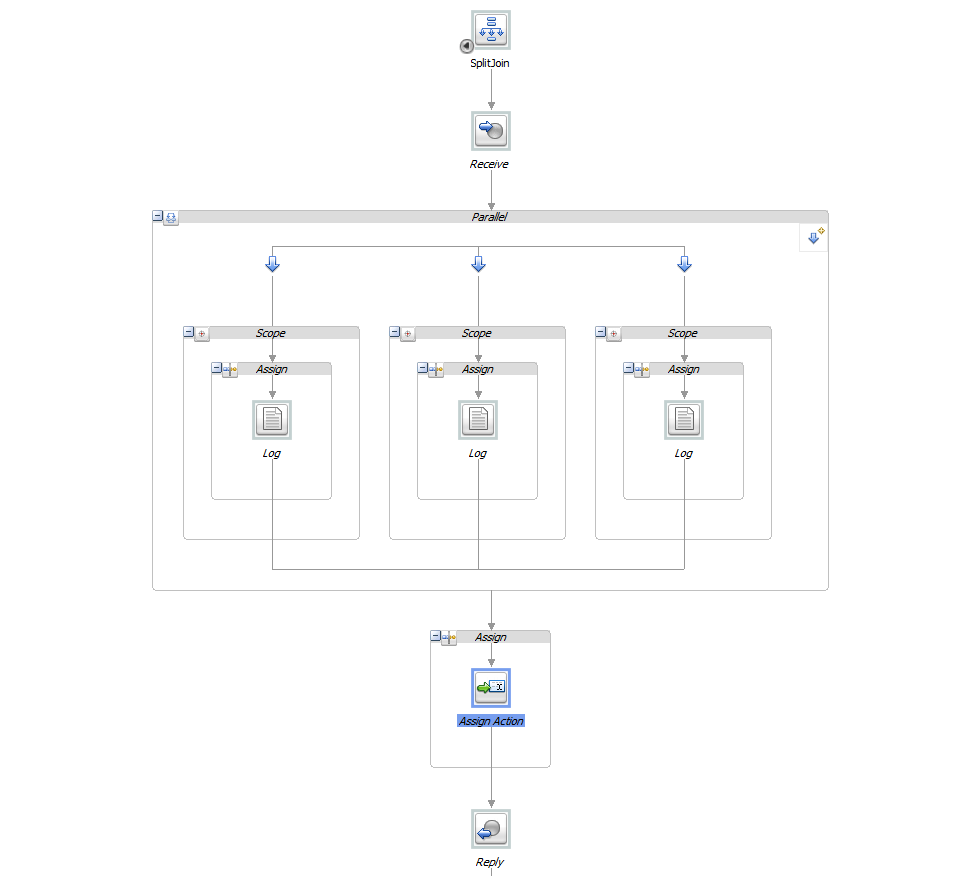 SplitJoin
Receive
Parallel
Scope
Scope
Scope
Assign
Assign
Assign
Log
Log
Log
Assign
Assign Action
Reply